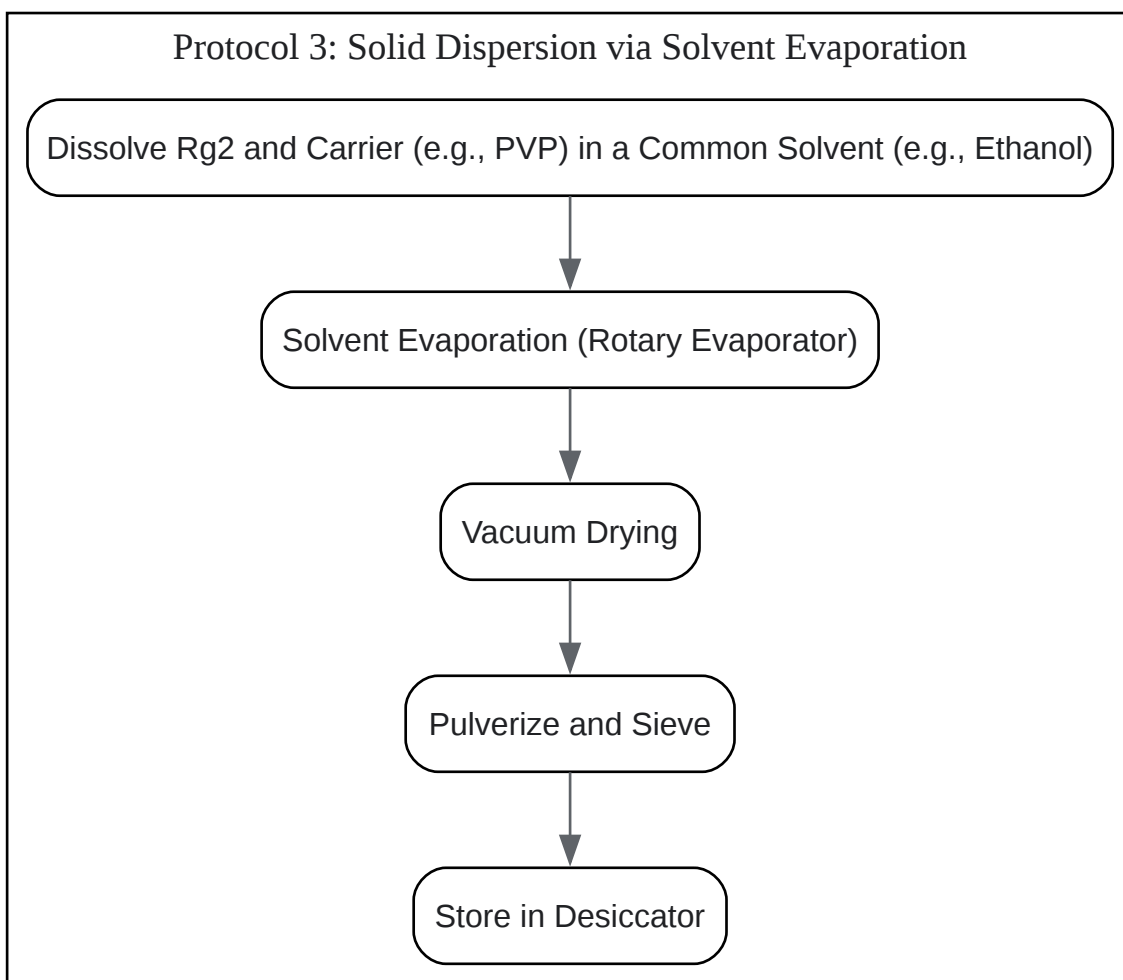 Protocol 3: Solid Dispersion via Solvent Evaporation
Dissolve Rg2 and Carrier (e.g., PVP) in a Common Solvent (e.g., Ethanol)
Solvent Evaporation (Rotary Evaporator)
Vacuum Drying
Pulverize and Sieve
Store in Desiccator